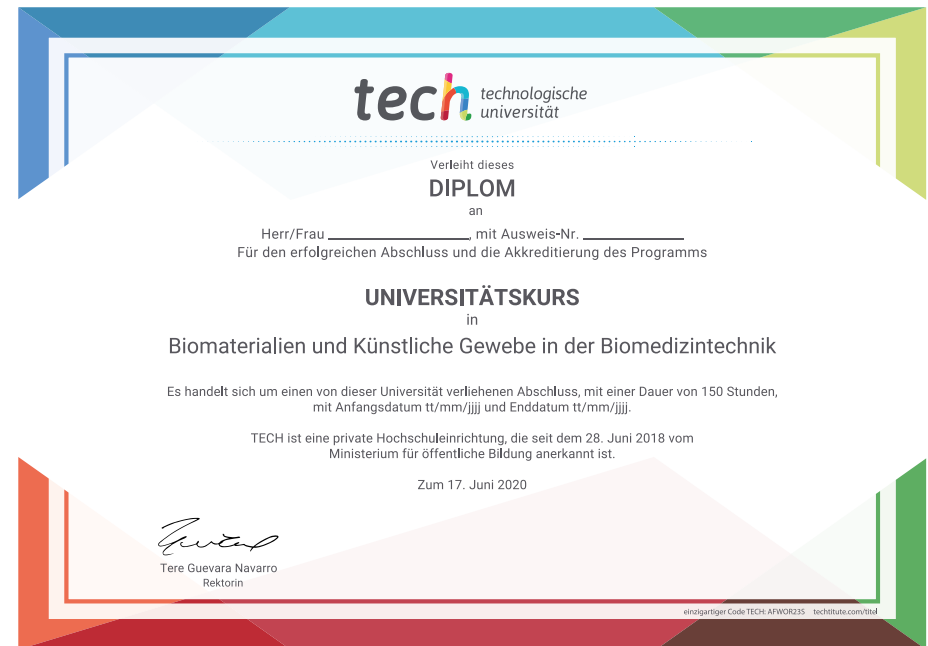 tech technologische
universität
Verleiht dieses
DIPLOM
an
Herr/Frau ____________________, mit Ausweis-Nr. ______________
Für den erfolgreichen Abschluss und die Akkreditierung des Programms
UNIVERSITÄTSKURS
in
Biomaterialien und Künstliche Gewebe in der Biomedizintechnik
Es handelt sich um einen von dieser Universität verliehenen Abschluss, mit einer Dauer von 150 Stunden,
mit Anfangsdatum tt/mm/jjjj und Enddatum tt/mm/jjjj.
TECH ist eine private Hochschuleinrichtung, die seit dem 28. Juni 2018 vom
Ministerium für öffentliche Bildung anerkannt ist.
Zum 17. Juni 2020
Tere Guevara Navarro
Rektorin
einzigartiger Code TECH: AFWOR23S techtitute.com/titel